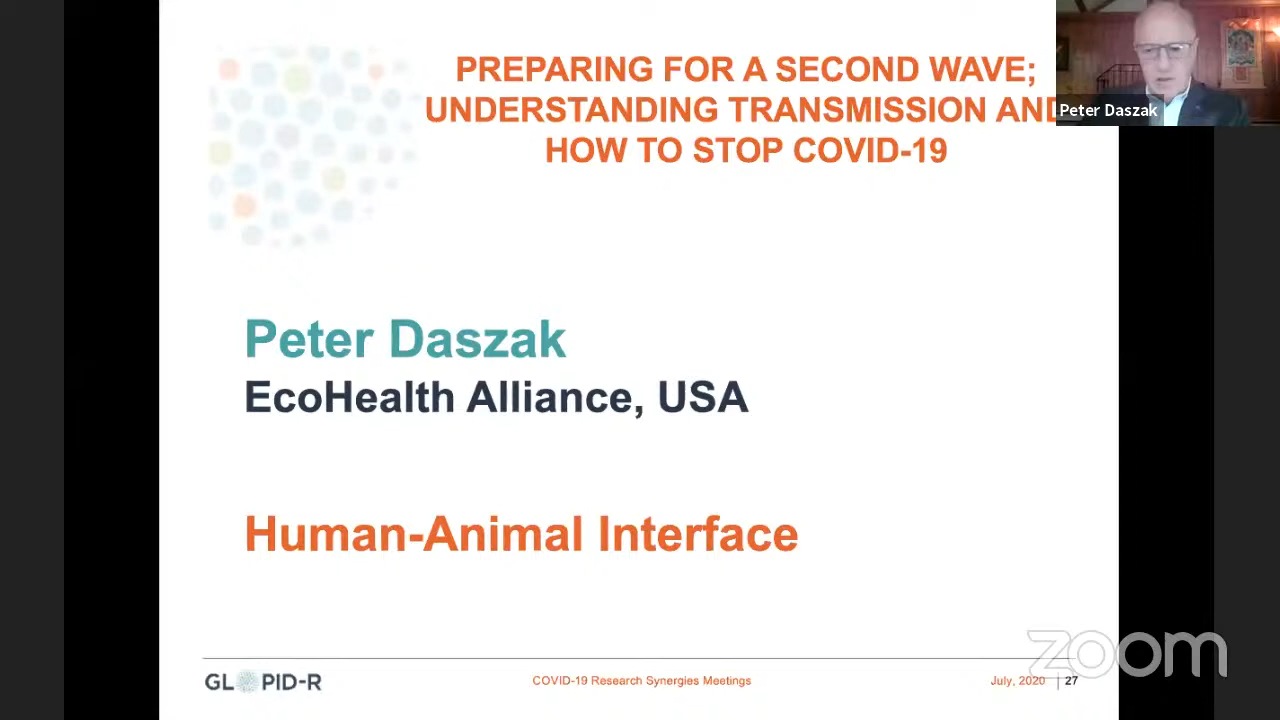 PREPARING FOR A SECOND WAVE;
UNDERSTANDING TRANSMISSION AND
HOW TO STOP COVID-19
Peter Daszak
Peter Daszak
EcoHealth Alliance, USA
Human-Animal Interface
zoom
GLOPID-R
COVID-19 Research Synergies Meetings
July, 2020
27